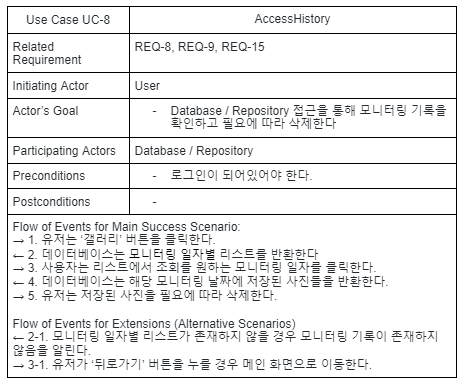 Use Case UC-8 AccessHistory
Related REQ-8, REQ-9, REQ-15
Requirement
Initiating Actor User
Actor's Goal - Database / Repository 접근을 통해 모니터링 기록을
확인하고 필요에 따라 삭제한다
Participating Actors Database / Repository
Preconditions - 로그인이 되어있어야 한다.
Postconditions -
Flow of Events for Main Success Scenario:
→ 1. 유저는 '갤러리' 버튼을 클릭한다.
← 2. 데이터베이스는 모니터링 일자별 리스트를 반환한다
→ 3. 사용자는 리스트에서 조회를 원하는 모니터링 일자를 클릭한다.
← 4. 데이터베이스는 해당 모니터링 날짜에 저장된 사진들을 반환한다.
→ 5. 유저는 저장된 사진을 필요에 따라 삭제한다.
Flow of Events for Extensions (Alternative Scenarios)
← 2-1. 모니터링 일자별 리스트가 존재하지 않을 경우 모니터링 기록이 존재하지
않음을 알린다.
→ 3-1. 유저가 '뒤로가기' 버튼을 누를 경우 메인 화면으로 이동한다.